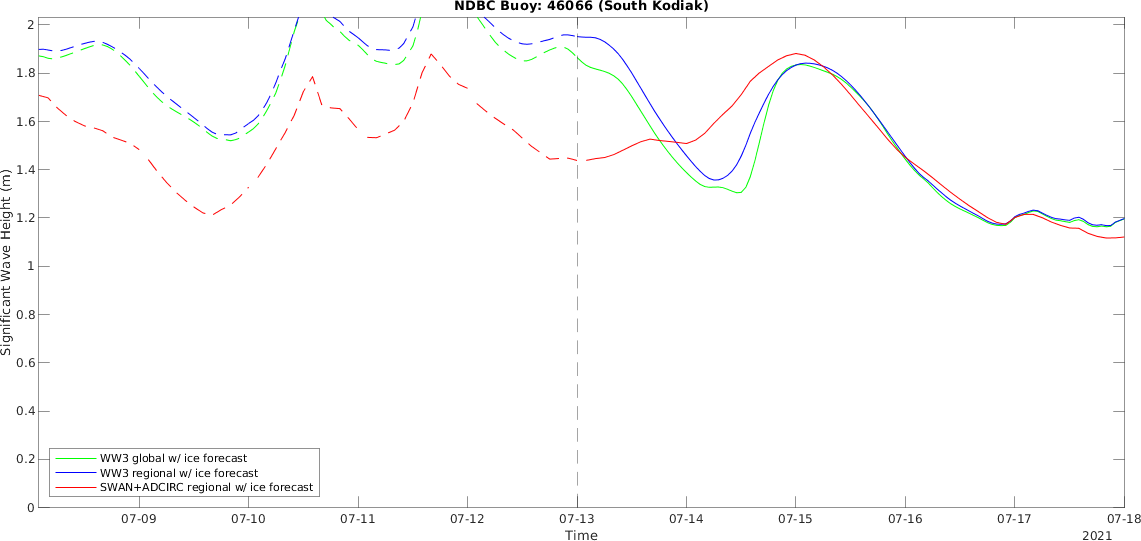 NDBC Buoy: 46066 (South Kodiak)
Significant Wave Height (m)
2
1.8
1.6
1.4
1.2
1
0.8
0.6
0.4
0.2
0
WW3 global w/ ice forecast
WW3 regional w/ ice forecast
SWAN+ADCIRC regional w/ ice forecast
07-09 07-10 07-11 07-12 07-13 07-14 07-15 07-16 07-17 07-18
Time
2021